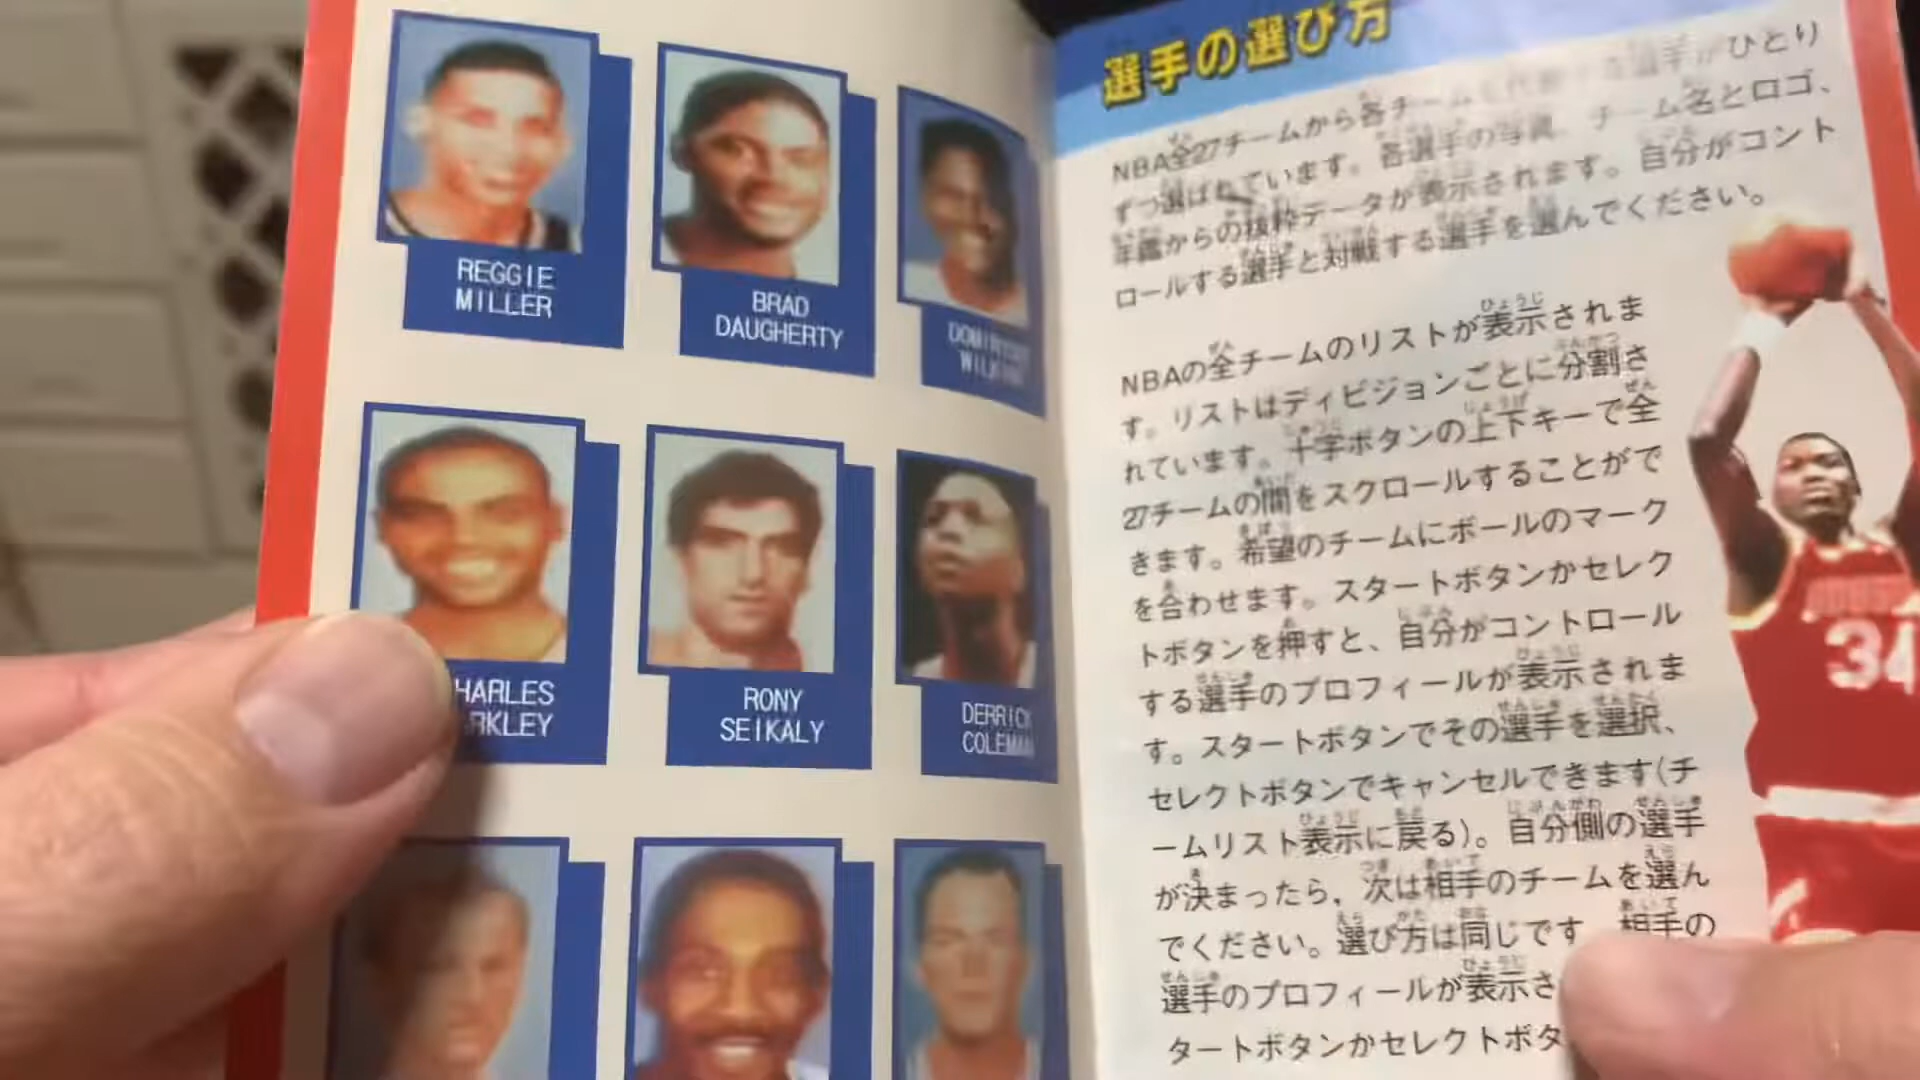 REGGIE
MILLER
BRAD
DAUGHERTY
HARLES
RKLEY
RONY
SEIKALY
DERRICK
COLEMAN
選手の選び方
NBA全27チームから各チームを代表する選手がひとり
ずつ選ばれています。各選手の写真、チーム名とロゴ、
年鑑からの抜粋データが表示されます。自分がコント
ロールする選手と対戦する選手を選んでください。
NBAの全チームのリストが表示されま
す。リストはディビジョンごとに分割さ
れています。十字ボタンの上下キーで全
27チームの間をスクロールすることがで
きます。希望のチームにボールのマーク
を合わせます。スタートボタンかセレク
トボタンを押すと、自分がコントロール
する選手のプロフィールが表示されま
す。スタートボタンでその選手を選択、
セレクトボタンでキャンセルできます(チ
ームリスト表示に戻る)。自分側の選手
が決まったら、次は相手のチームを選ん
でください。選び方は同じです 相手の
選手のプロフィールが表示さ
タートボタンかセレクトボタ
34